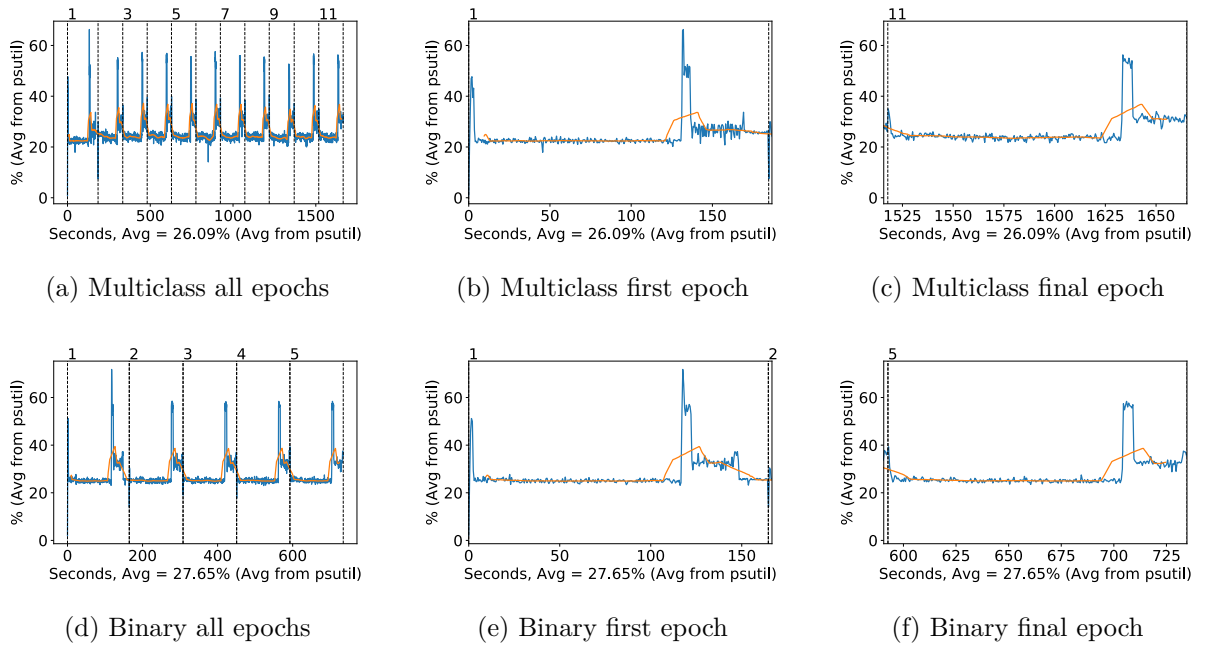 1 3 5 7 9 11
% (Avg from psutil)
60
40
20
0
0 500 1000 1500
Seconds, Avg = 26.09% (Avg from psutil)
(a) Multiclass all epochs
1
% (Avg from psutil)
60
40
20
0
0 50 100 150
Seconds, Avg = 26.09% (Avg from psutil)
(b) Multiclass first epoch
11
% (Avg from psutil)
60
40
20
0
1525 1550 1575 1600 1625 1650
Seconds, Avg = 26.09% (Avg from psutil)
(c) Multiclass final epoch
1 2 3 4 5
% (Avg from psutil)
60
40
20
0
0 200 400 600
Seconds, Avg = 27.65% (Avg from psutil)
(d) Binary all epochs
1 2
% (Avg from psutil)
60
40
20
0
0 50 100 150
Seconds, Avg = 27.65% (Avg from psutil)
(e) Binary first epoch
5
% (Avg from psutil)
60
40
20
0
600 625 650 675 700 725
Seconds, Avg = 27.65% (Avg from psutil)
(f) Binary final epoch